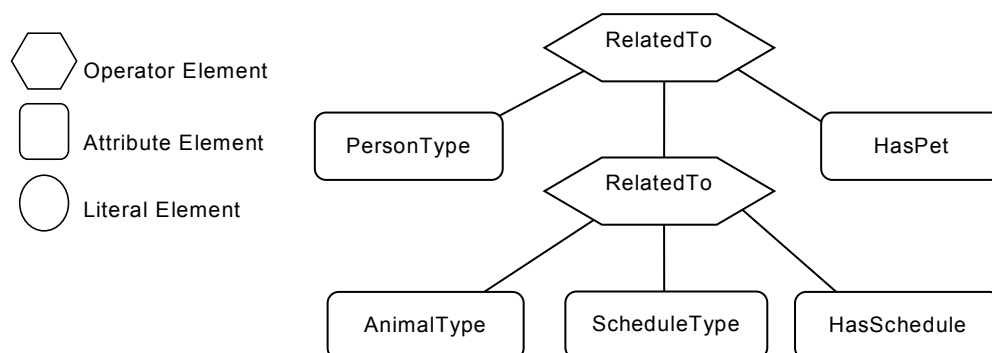 Operator Element
Attribute Element
Literal Element
RelatedTo
PersonType
HasPet
RelatedTo
AnimalType
ScheduleType
HasSchedule